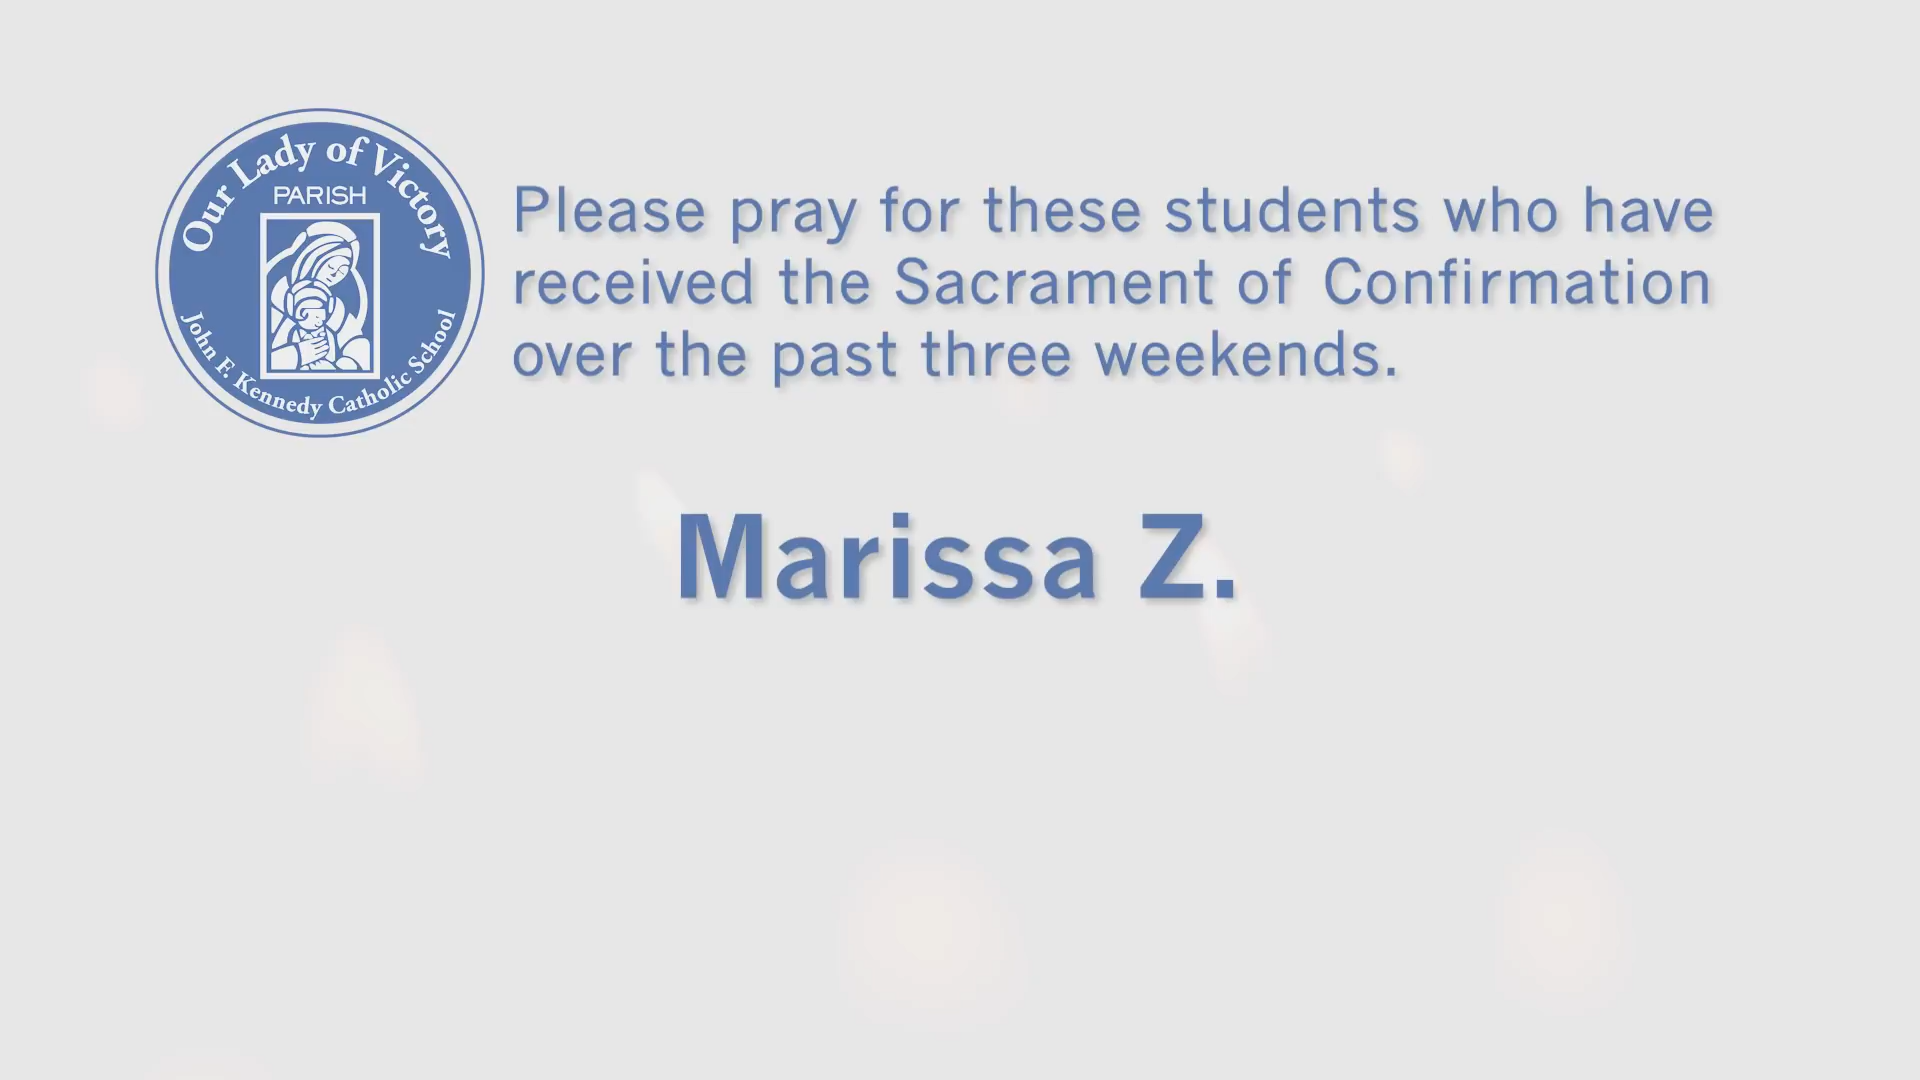 Our Lady of Victory
PARISH
John F. Kennedy Catholic School
Please pray for these students who have
received the Sacrament of Confirmation
over the past three weekends.
Marissa Z.